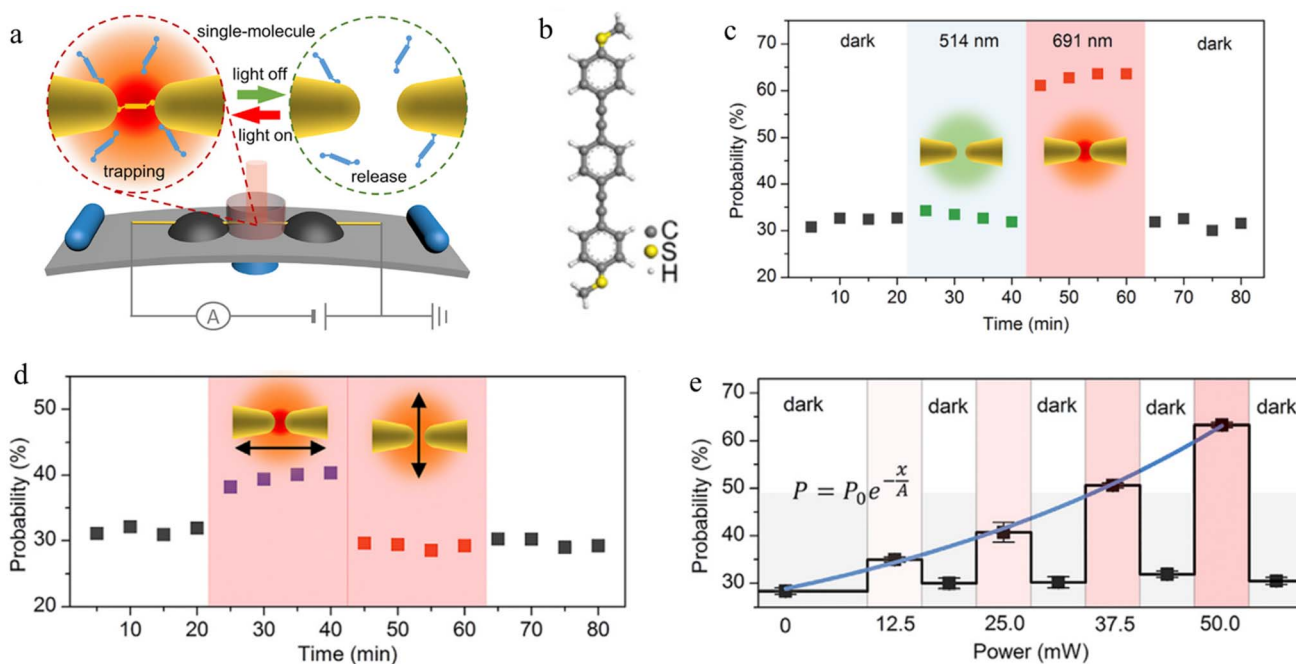 a
single-molecule
light off
light on
trapping
release
A
b
C
S
H
c
Probability (%)
70
60
50
40
30
20
dark
514 nm
691 nm
dark
10 20 30 40 50 60 70 80
Time (min)
d
Probability (%)
50
40
30
20
10 20 30 40 50 60 70 80
Time (min)
e
Probability (%)
70
60
50
40
30
dark
dark
dark
dark
dark
P = P₀e^{-x/A}
0 12.5 25.0 37.5 50.0
Power (mW)